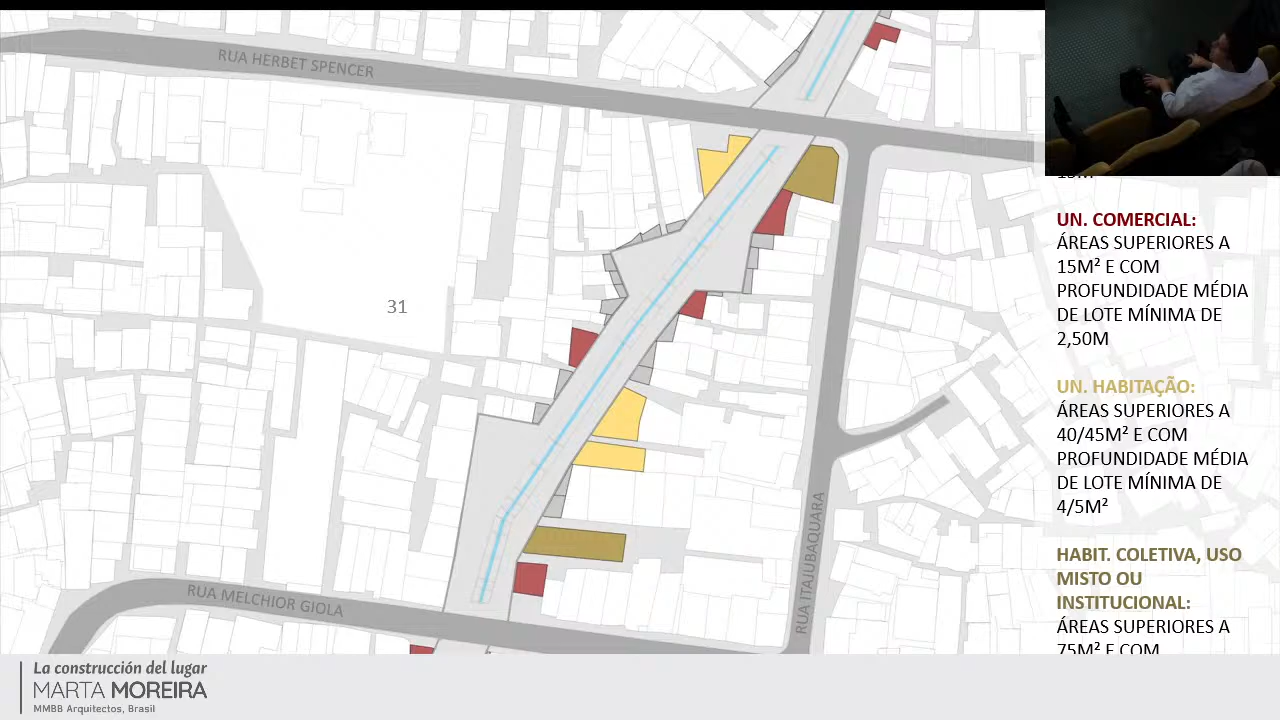 RUA HERBET SPENCER
31
RUA MELCHIOR GIOLA
RUA ITAJUBAQUARA
UN. COMERCIAL:
ÁREAS SUPERIORES A
15M² E COM
PROFUNDIDADE MÉDIA
DE LOTE MÍNIMA DE
2,50M
UN. HABITAÇÃO:
ÁREAS SUPERIORES A
40/45M² E COM
PROFUNDIDADE MÉDIA
DE LOTE MÍNIMA DE
4/5M²
HABIT. COLETIVA, USO
MISTO OU
INSTITUCIONAL:
ÁREAS SUPERIORES A
75M² E COM
La construcción del lugar
MARTA MOREIRA
MMBB Arquitectos, Brasil